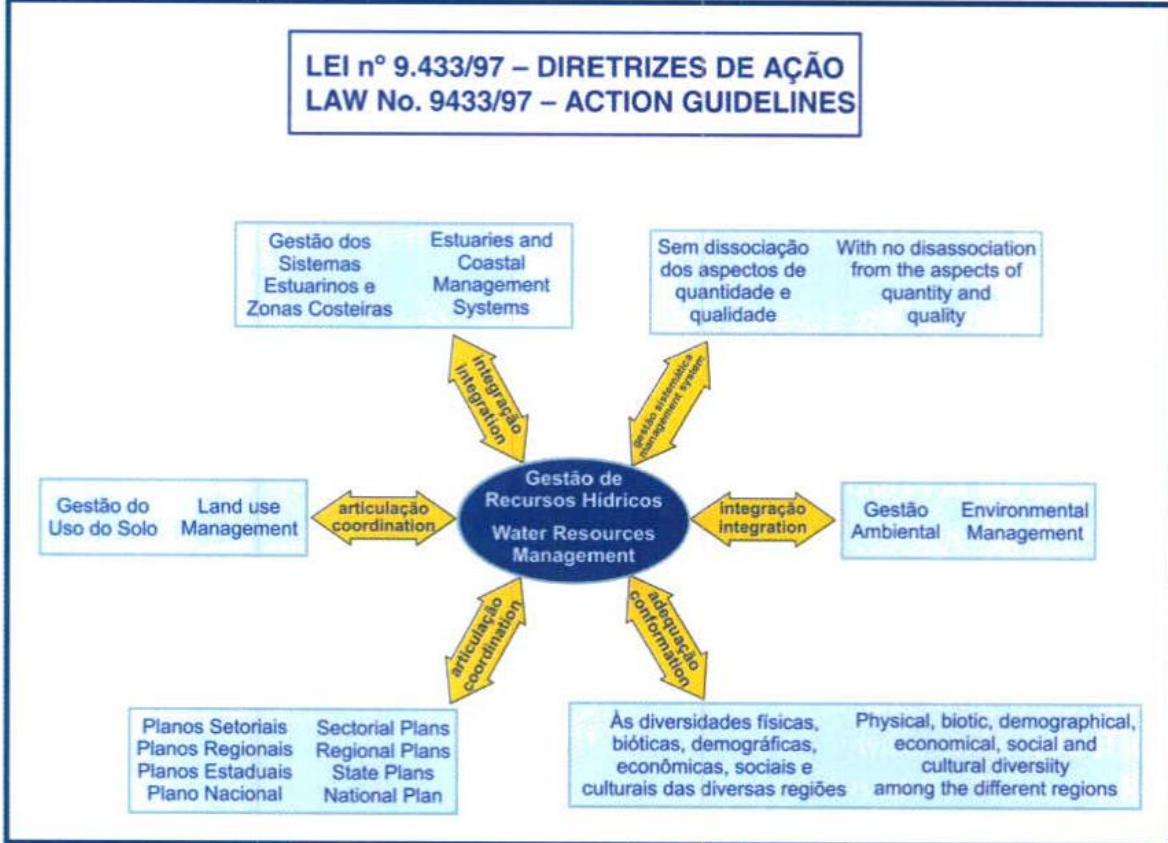 LEI nº 9.433/97 – DIRETRIZES DE AÇÃO
LAW No. 9433/97 – ACTION GUIDELINES
Gestão dos
Sistemas
Estuarinos e
Zonas Costeiras
Estuaries and
Coastal
Management
Systems
Sem dissociação
dos aspectos de
quantidade e
qualidade
With no disassociation
from the aspects of
quantity and
quality
integração
integration
gestão sistemática
management system
Gestão do
Uso do Solo
Land use
Management
articulação
coordination
Gestão de
Recursos Hídricos
Water Resources
Management
integração
integration
Gestão
Ambiental
Environmental
Management
articulação
coordination
adequação
conformation
Planos Setoriais
Planos Regionais
Planos Estaduais
Plano Nacional
Sectorial Plans
Regional Plans
State Plans
National Plan
Às diversidades físicas,
bióticas, demográficas,
econômicas, sociais e
culturais das diversas regiões
Physical, biotic, demographical,
economical, social and
cultural diversiity
among the different regions